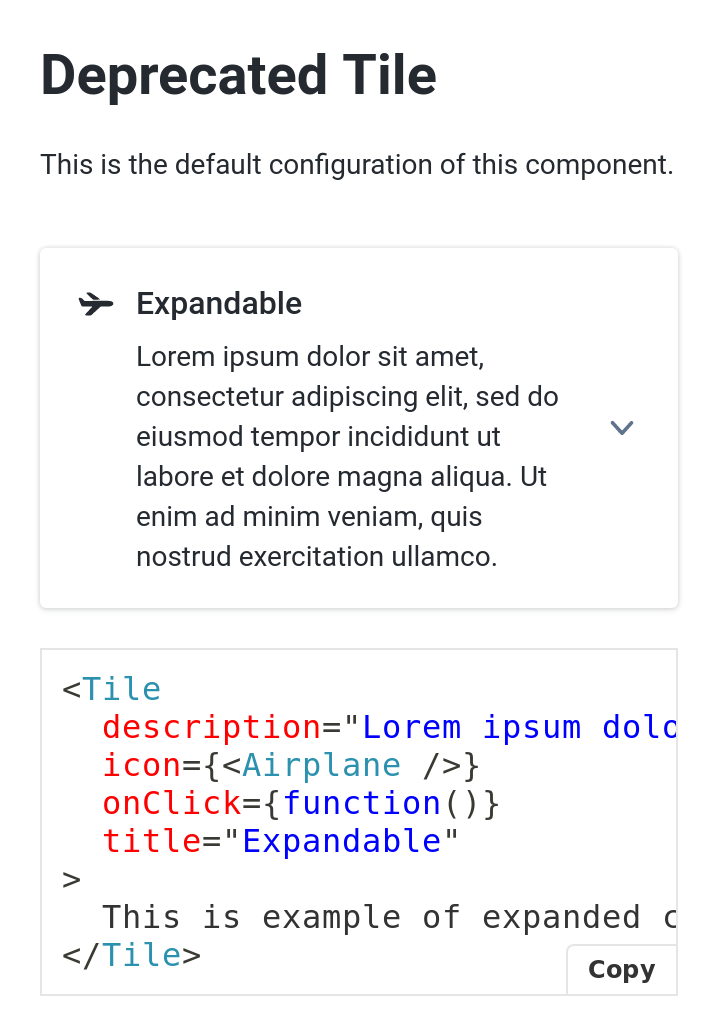 Deprecated Tile
This is the default configuration of this component.
Expandable
Lorem ipsum dolor sit amet,
consectetur adipiscing elit, sed do
eiusmod tempor incididunt ut
labore et dolore magna aliqua. Ut
enim ad minim veniam, quis
nostrud exercitation ullamco.
<Tile
  description="Lorem ipsum dolo
  icon={<Airplane />}
  onClick={function()}
  title="Expandable"
>
  This is example of expanded c
</Tile>
Copy